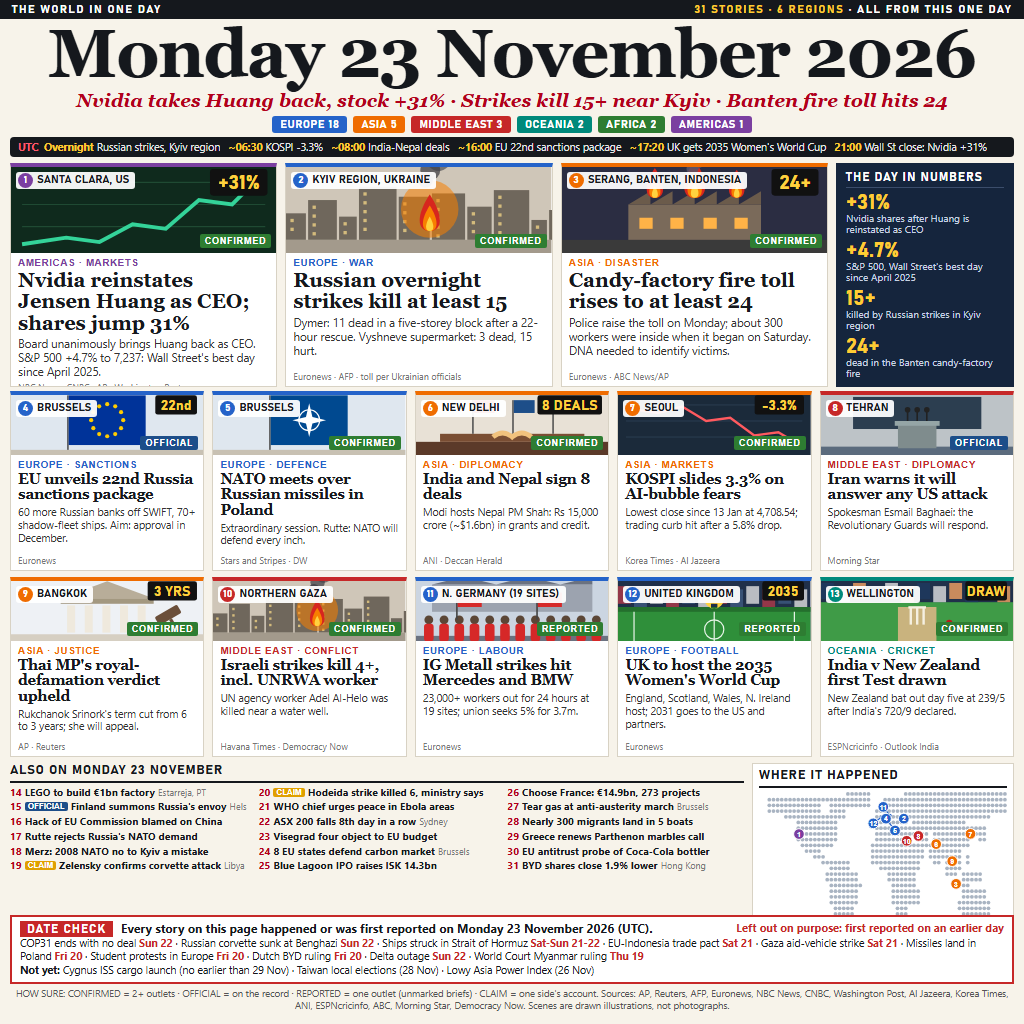 THE WORLD IN ONE DAY
31 STORIES · 6 REGIONS · ALL FROM THIS ONE DAY
Monday 23 November 2026
Nvidia takes Huang back, stock +31% · Strikes kill 15+ near Kyiv · Banten fire toll hits 24
EUROPE 18
ASIA 5
MIDDLE EAST 3
OCEANIA 2
AFRICA 2
AMERICAS 1
UTC Overnight Russian strikes, Kyiv region ~06:30 KOSPI -3.3% ~08:00 India-Nepal deals ~16:00 EU 22nd sanctions package ~17:20 UK gets 2035 Women's World Cup 21:00 Wall St close: Nvidia +31%
1 SANTA CLARA, US
+31%
CONFIRMED
AMERICAS · MARKETS
Nvidia reinstates
Jensen Huang as CEO;
shares jump 31%
Board unanimously brings Huang back as CEO.
S&P 500 +4.7% to 7,237: Wall Street's best day
since April 2025.
2 KYIV REGION, UKRAINE
CONFIRMED
EUROPE · WAR
Russian overnight
strikes kill at least 15
Dymer: 11 dead in a five-storey block after a 22-
hour rescue. Vyshneve supermarket: 3 dead, 15
hurt.
Euronews · AFP · toll per Ukrainian officials
3 SERANG, BANTEN, INDONESIA
24+
CONFIRMED
ASIA · DISASTER
Candy-factory fire toll
rises to at least 24
Police raise the toll on Monday; about 300
workers were inside when it began on Saturday.
DNA needed to identify victims.
Euronews · ABC News/AP
THE DAY IN NUMBERS
+31%
Nvidia shares after Huang is
reinstated as CEO
+4.7%
S&P 500, Wall Street's best day
since April 2025
15+
killed by Russian strikes in Kyiv
region
24+
dead in the Banten candy-factory
fire
4 BRUSSELS
22nd
OFFICIAL
EUROPE · SANCTIONS
EU unveils 22nd Russia
sanctions package
60 more Russian banks off SWIFT, 70+
shadow-fleet ships. Aim: approval in
December.
Euronews
5 BRUSSELS
CONFIRMED
EUROPE · DEFENCE
NATO meets over
Russian missiles in
Poland
Extraordinary session. Rutte: NATO will
defend every inch.
Stars and Stripes · DW
6 NEW DELHI
8 DEALS
CONFIRMED
ASIA · DIPLOMACY
India and Nepal sign 8
deals
Modi hosts Nepal PM Shah: Rs 15,000
crore (~$1.6bn) in grants and credit.
ANI · Deccan Herald
7 SEOUL
-3.3%
CONFIRMED
ASIA · MARKETS
KOSPI slides 3.3% on
AI-bubble fears
Lowest close since 13 Jan at 4,708.54;
trading curb hit after a 5.8% drop.
Korea Times · Al Jazeera
8 TEHRAN
OFFICIAL
MIDDLE EAST · DIPLOMACY
Iran warns it will
answer any US attack
Spokesman Esmail Baghaei: the
Revolutionary Guards will respond.
Morning Star
9 BANGKOK
3 YRS
CONFIRMED
ASIA · JUSTICE
Thai MP's royal-
defamation verdict
upheld
Rukchanok Srinork's term cut from 6
to 3 years; she will appeal.
AP · Reuters
10 NORTHERN GAZA
CONFIRMED
MIDDLE EAST · CONFLICT
Israeli strikes kill 4+,
incl. UNRWA worker
UN agency worker Adel Al-Helo was
killed near a water well.
Havana Times · Democracy Now
11 N. GERMANY (19 SITES)
REPORTED
EUROPE · LABOUR
IG Metall strikes hit
Mercedes and BMW
23,000+ workers out for 24 hours at
19 sites; union seeks 5% for 3.7m.
Euronews
12 UNITED KINGDOM
2035
REPORTED
EUROPE · FOOTBALL
UK to host the 2035
Women's World Cup
England, Scotland, Wales, N. Ireland
host; 2031 goes to the US and
partners.
Euronews
13 WELLINGTON
DRAW
CONFIRMED
OCEANIA · CRICKET
India v New Zealand
first Test drawn
New Zealand bat out day five at 239/5
after India's 720/9 declared.
ESPNcricinfo · Outlook India
ALSO ON MONDAY 23 NOVEMBER
14 LEGO to build €1bn factory Estarreja, PT
15 OFFICIAL Finland summons Russia's envoy Hels
16 Hack of EU Commission blamed on China
17 Rutte rejects Russia's NATO demand
18 Merz: 2008 NATO no to Kyiv a mistake
19 CLAIM Zelensky confirms corvette attack Libya
20 CLAIM Hodeida strike killed 6, ministry says
21 WHO chief urges peace in Ebola areas
22 ASX 200 falls 8th day in a row Sydney
23 Visegrad four object to EU budget
24 8 EU states defend carbon market Brussels
25 Blue Lagoon IPO raises ISK 14.3bn
26 Choose France: €14.9bn, 273 projects
27 Tear gas at anti-austerity march Brussels
28 Nearly 300 migrants land in 5 boats
29 Greece renews Parthenon marbles call
30 EU antitrust probe of Coca-Cola bottler
31 BYD shares close 1.9% lower Hong Kong
WHERE IT HAPPENED
11
12
4
2
6
1
10
8
6
7
9
3
DATE CHECK Every story on this page happened or was first reported on Monday 23 November 2026 (UTC).
Left out on purpose: first reported on an earlier day
COP31 ends with no deal Sun 22 · Russian corvette sunk at Benghazi Sun 22 · Ships struck in Strait of Hormuz Sat-Sun 21-22 · EU-Indonesia trade pact Sat 21 · Gaza aid-vehicle strike Sat 21 · Missiles land in
Poland Fri 20 · Student protests in Europe Fri 20 · Dutch BYD ruling Fri 20 · Delta outage Sun 22 · World Court Myanmar ruling Thu 19
Not yet: Cygnus ISS cargo launch (no earlier than 29 Nov) · Taiwan local elections (28 Nov) · Lowy Asia Power Index (26 Nov)
HOW SURE: CONFIRMED = 2+ outlets · OFFICIAL = on the record · REPORTED = one outlet (unmarked briefs) · CLAIM = one side's account. Sources: AP, Reuters, AFP, Euronews, NBC News, CNBC, Washington Post, Al Jazeera, Korea Times,
ANI, ESPNcricinfo, ABC, Morning Star, Democracy Now. Scenes are drawn illustrations, not photographs.